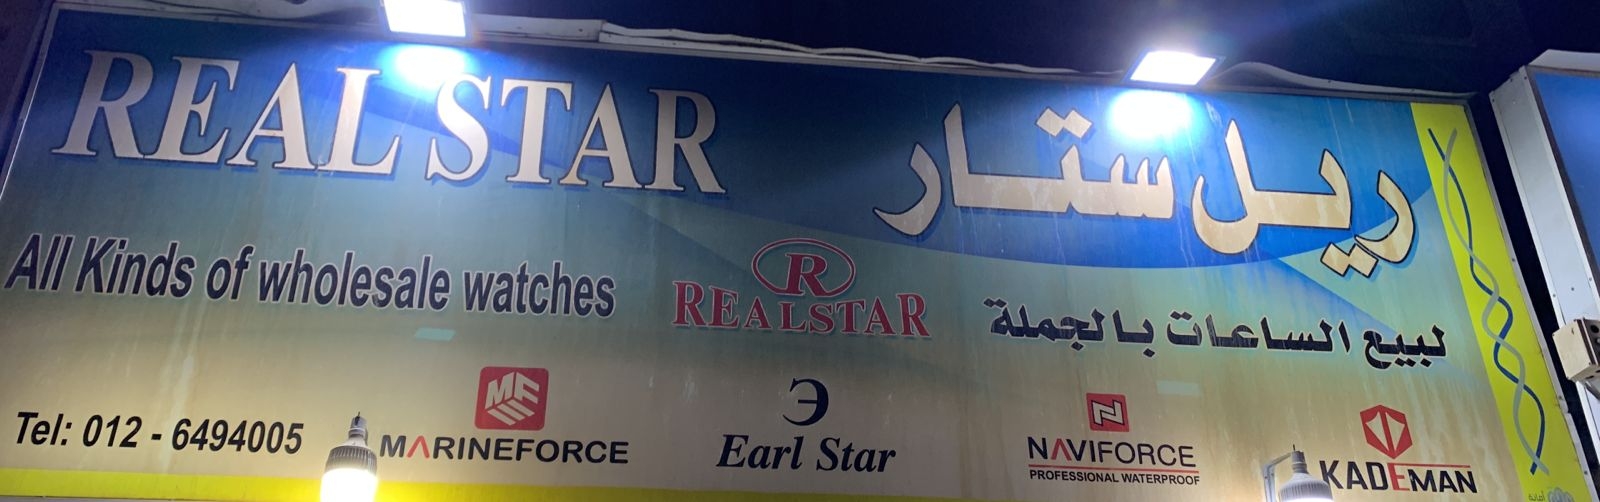 REAL STAR
ريل ستار
All Kinds of wholesale watches
R
REALSTAR
لبيع الساعات بالجملة
Tel: 012 - 6494005
MF
MARINEFORCE
Э
Earl Star
NAVIFORCE
PROFESSIONAL WATERPROOF
KADEMAN